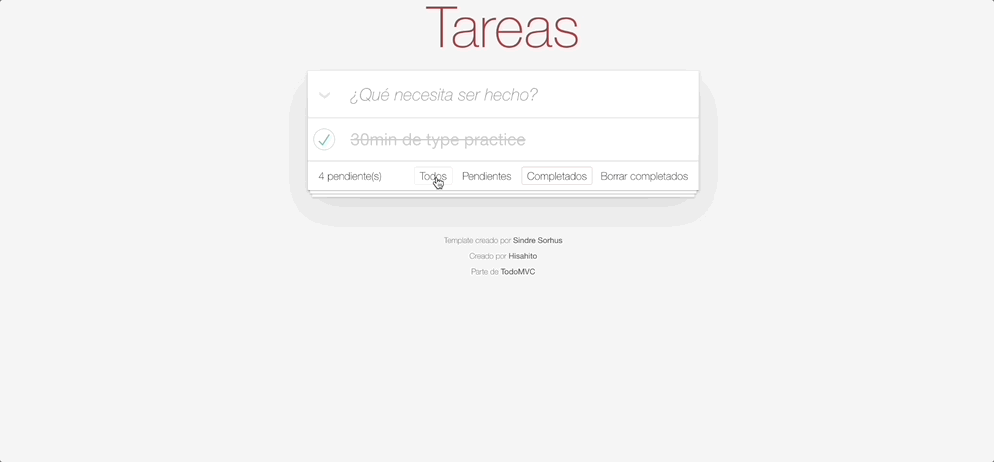 Tareas
¿Qué necesita ser hecho?
30min de type practice
4 pendiente(s) Todos Pendientes Completados Borrar completados
Template creado por Sindre Sorhus
Creado por Hisahito
Parte de TodoMVC